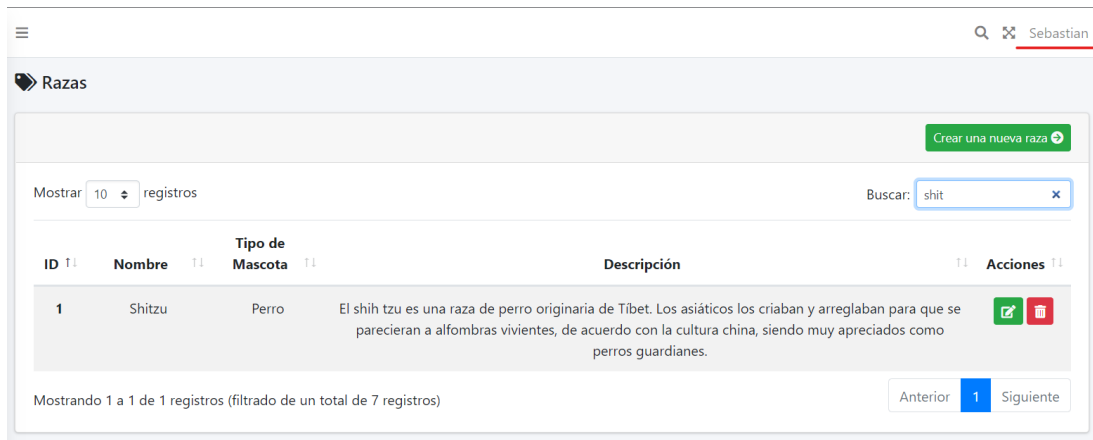 Sebastian
Razas
Crear una nueva raza
Mostrar 10 registros
Buscar: shit
ID Nombre Tipo de Mascota Descripción Acciones
1 Shitzu Perro El shih tzu es una raza de perro originaria de Tíbet. Los asiáticos los criaban y arreglaban para que se
parecieran a alfombras vivientes, de acuerdo con la cultura china, siendo muy apreciados como
perros guardianes.
Mostrando 1 a 1 de 1 registros (filtrado de un total de 7 registros)
Anterior 1 Siguiente